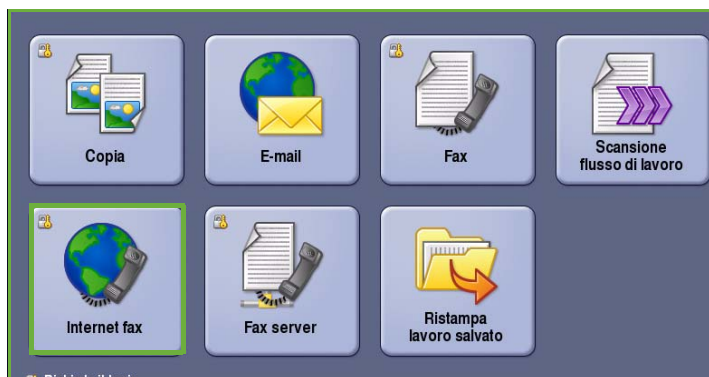 Copia
E-mail
Fax
Scansione
flusso di lavoro
Internet fax
Fax server
Ristampa
lavoro salvato